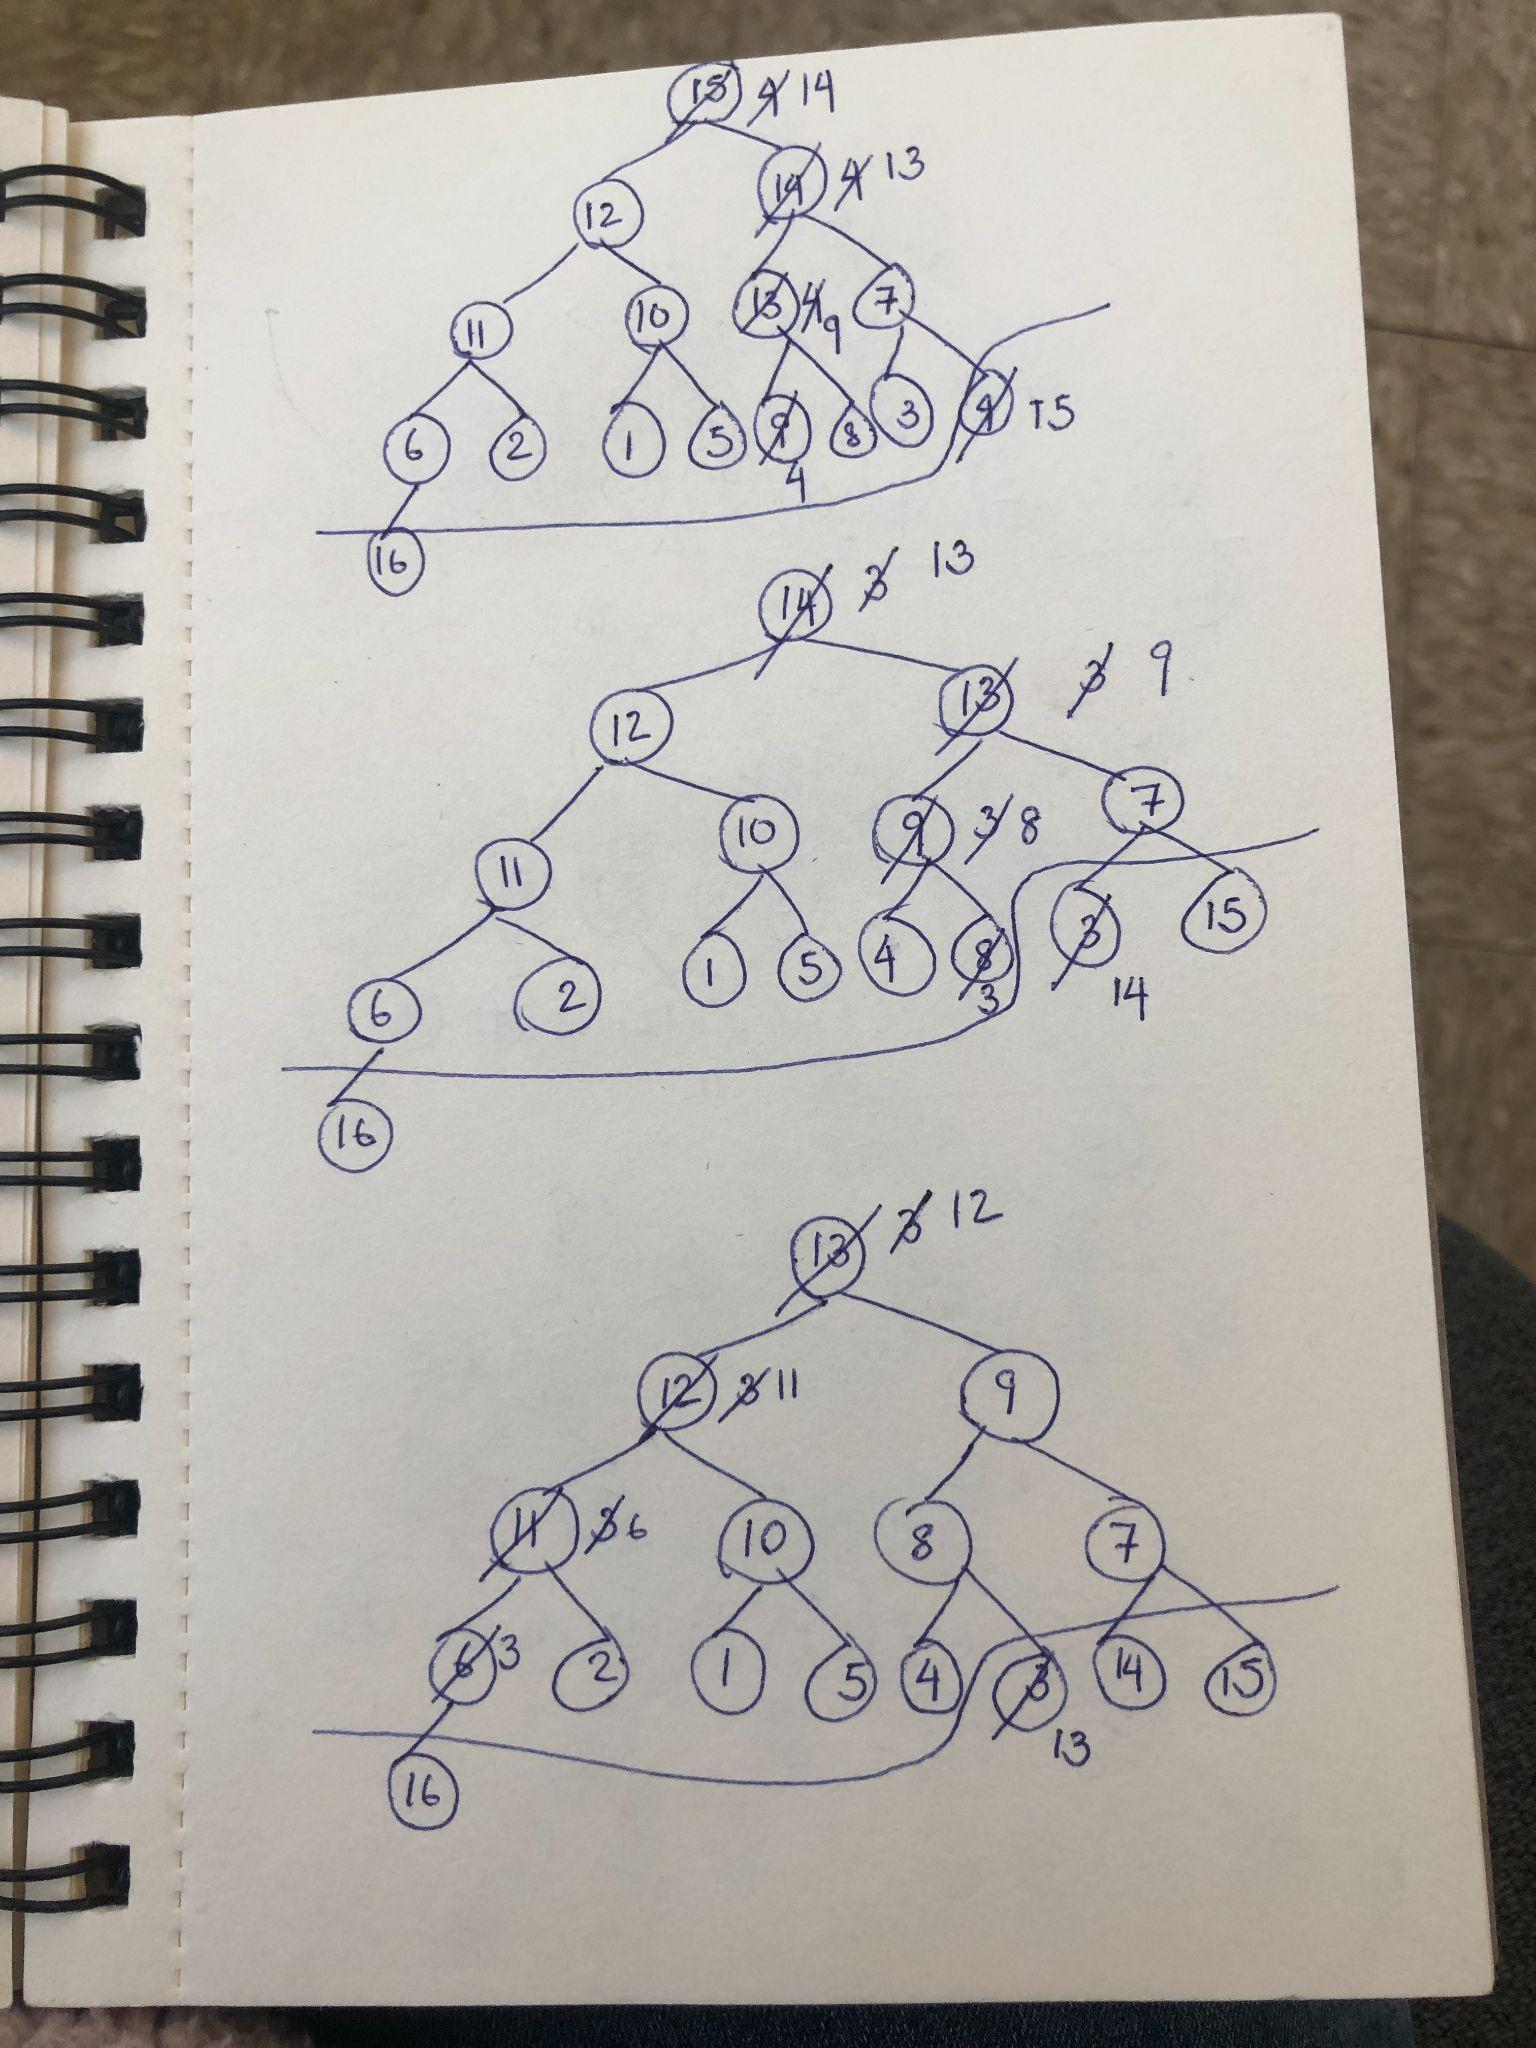 15 4 14
12 14 4 13
11 10 13 4 9 7
6 2 1 5 9 8 3 4 15
4
16
14 3 13
12 13 3 9
11 10 9 3 8 7
6 2 1 5 4 8 3 15
3 14
16
13 3 12
12 3 11 9
11 3 6 10 8 7
6 3 2 1 5 4 3 14 15
13
16